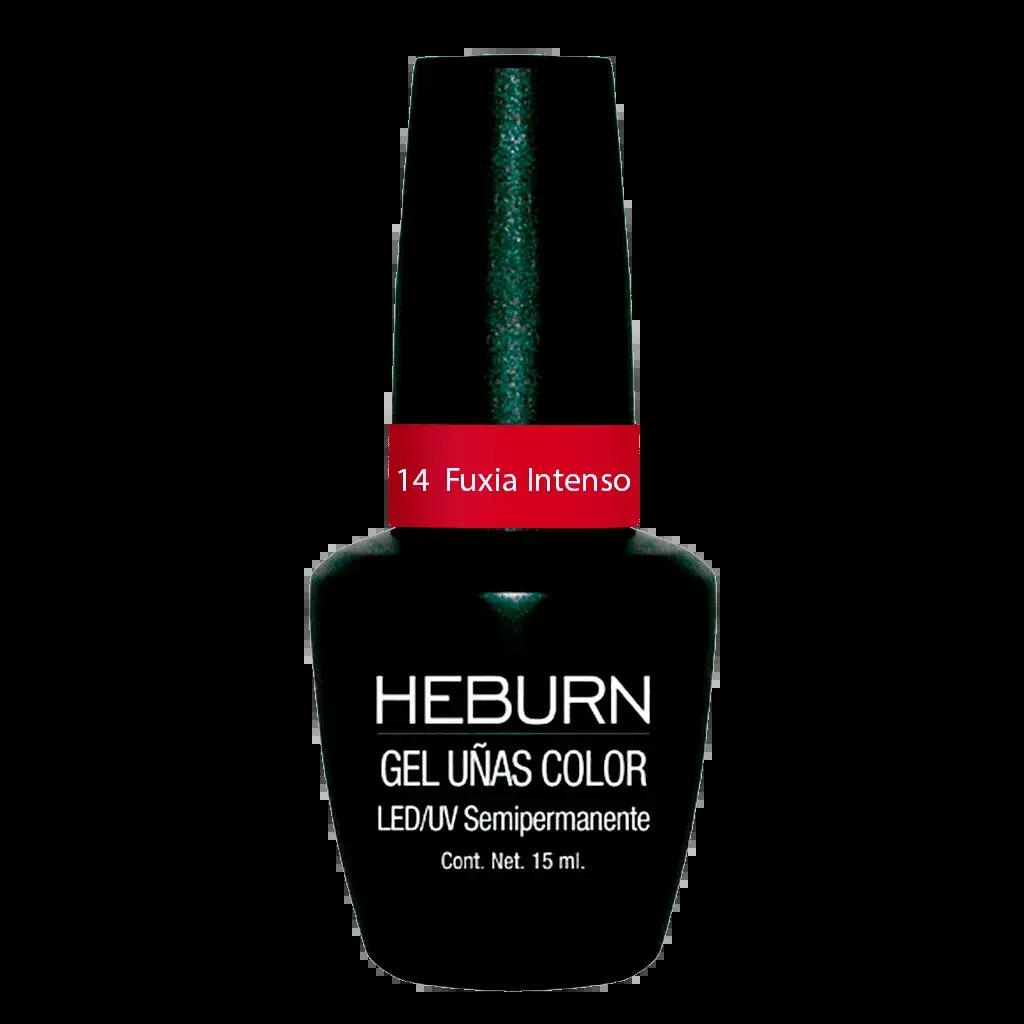 14 Fuxia Intenso
HEBURN
GEL UÑAS COLOR
LED/UV Semipermanente
Cont. Net. 15 ml.